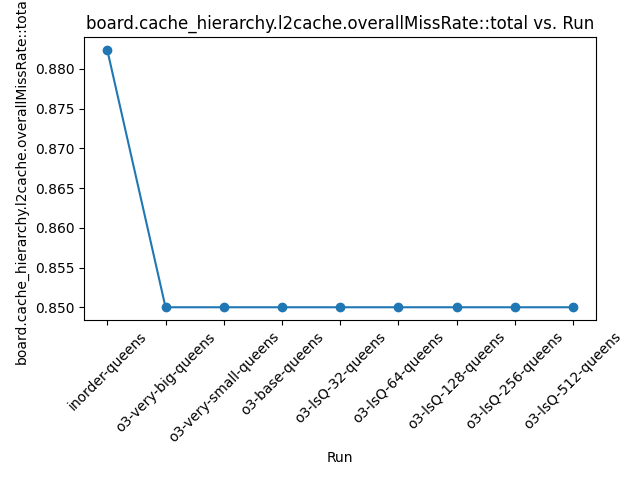 board.cache_hierarchy.l2cache.overallMissRate::total vs. Run
board.cache_hierarchy.l2cache.overallMissRate::tota
0.880
0.875
0.870
0.865
0.860
0.855
0.850
inorder-queens
o3-very-big-queens
o3-very-small-queens
o3-base-queens
o3-lsQ-32-queens
o3-lsQ-64-queens
o3-lsQ-128-queens
o3-lsQ-256-queens
o3-lsQ-512-queens
Run